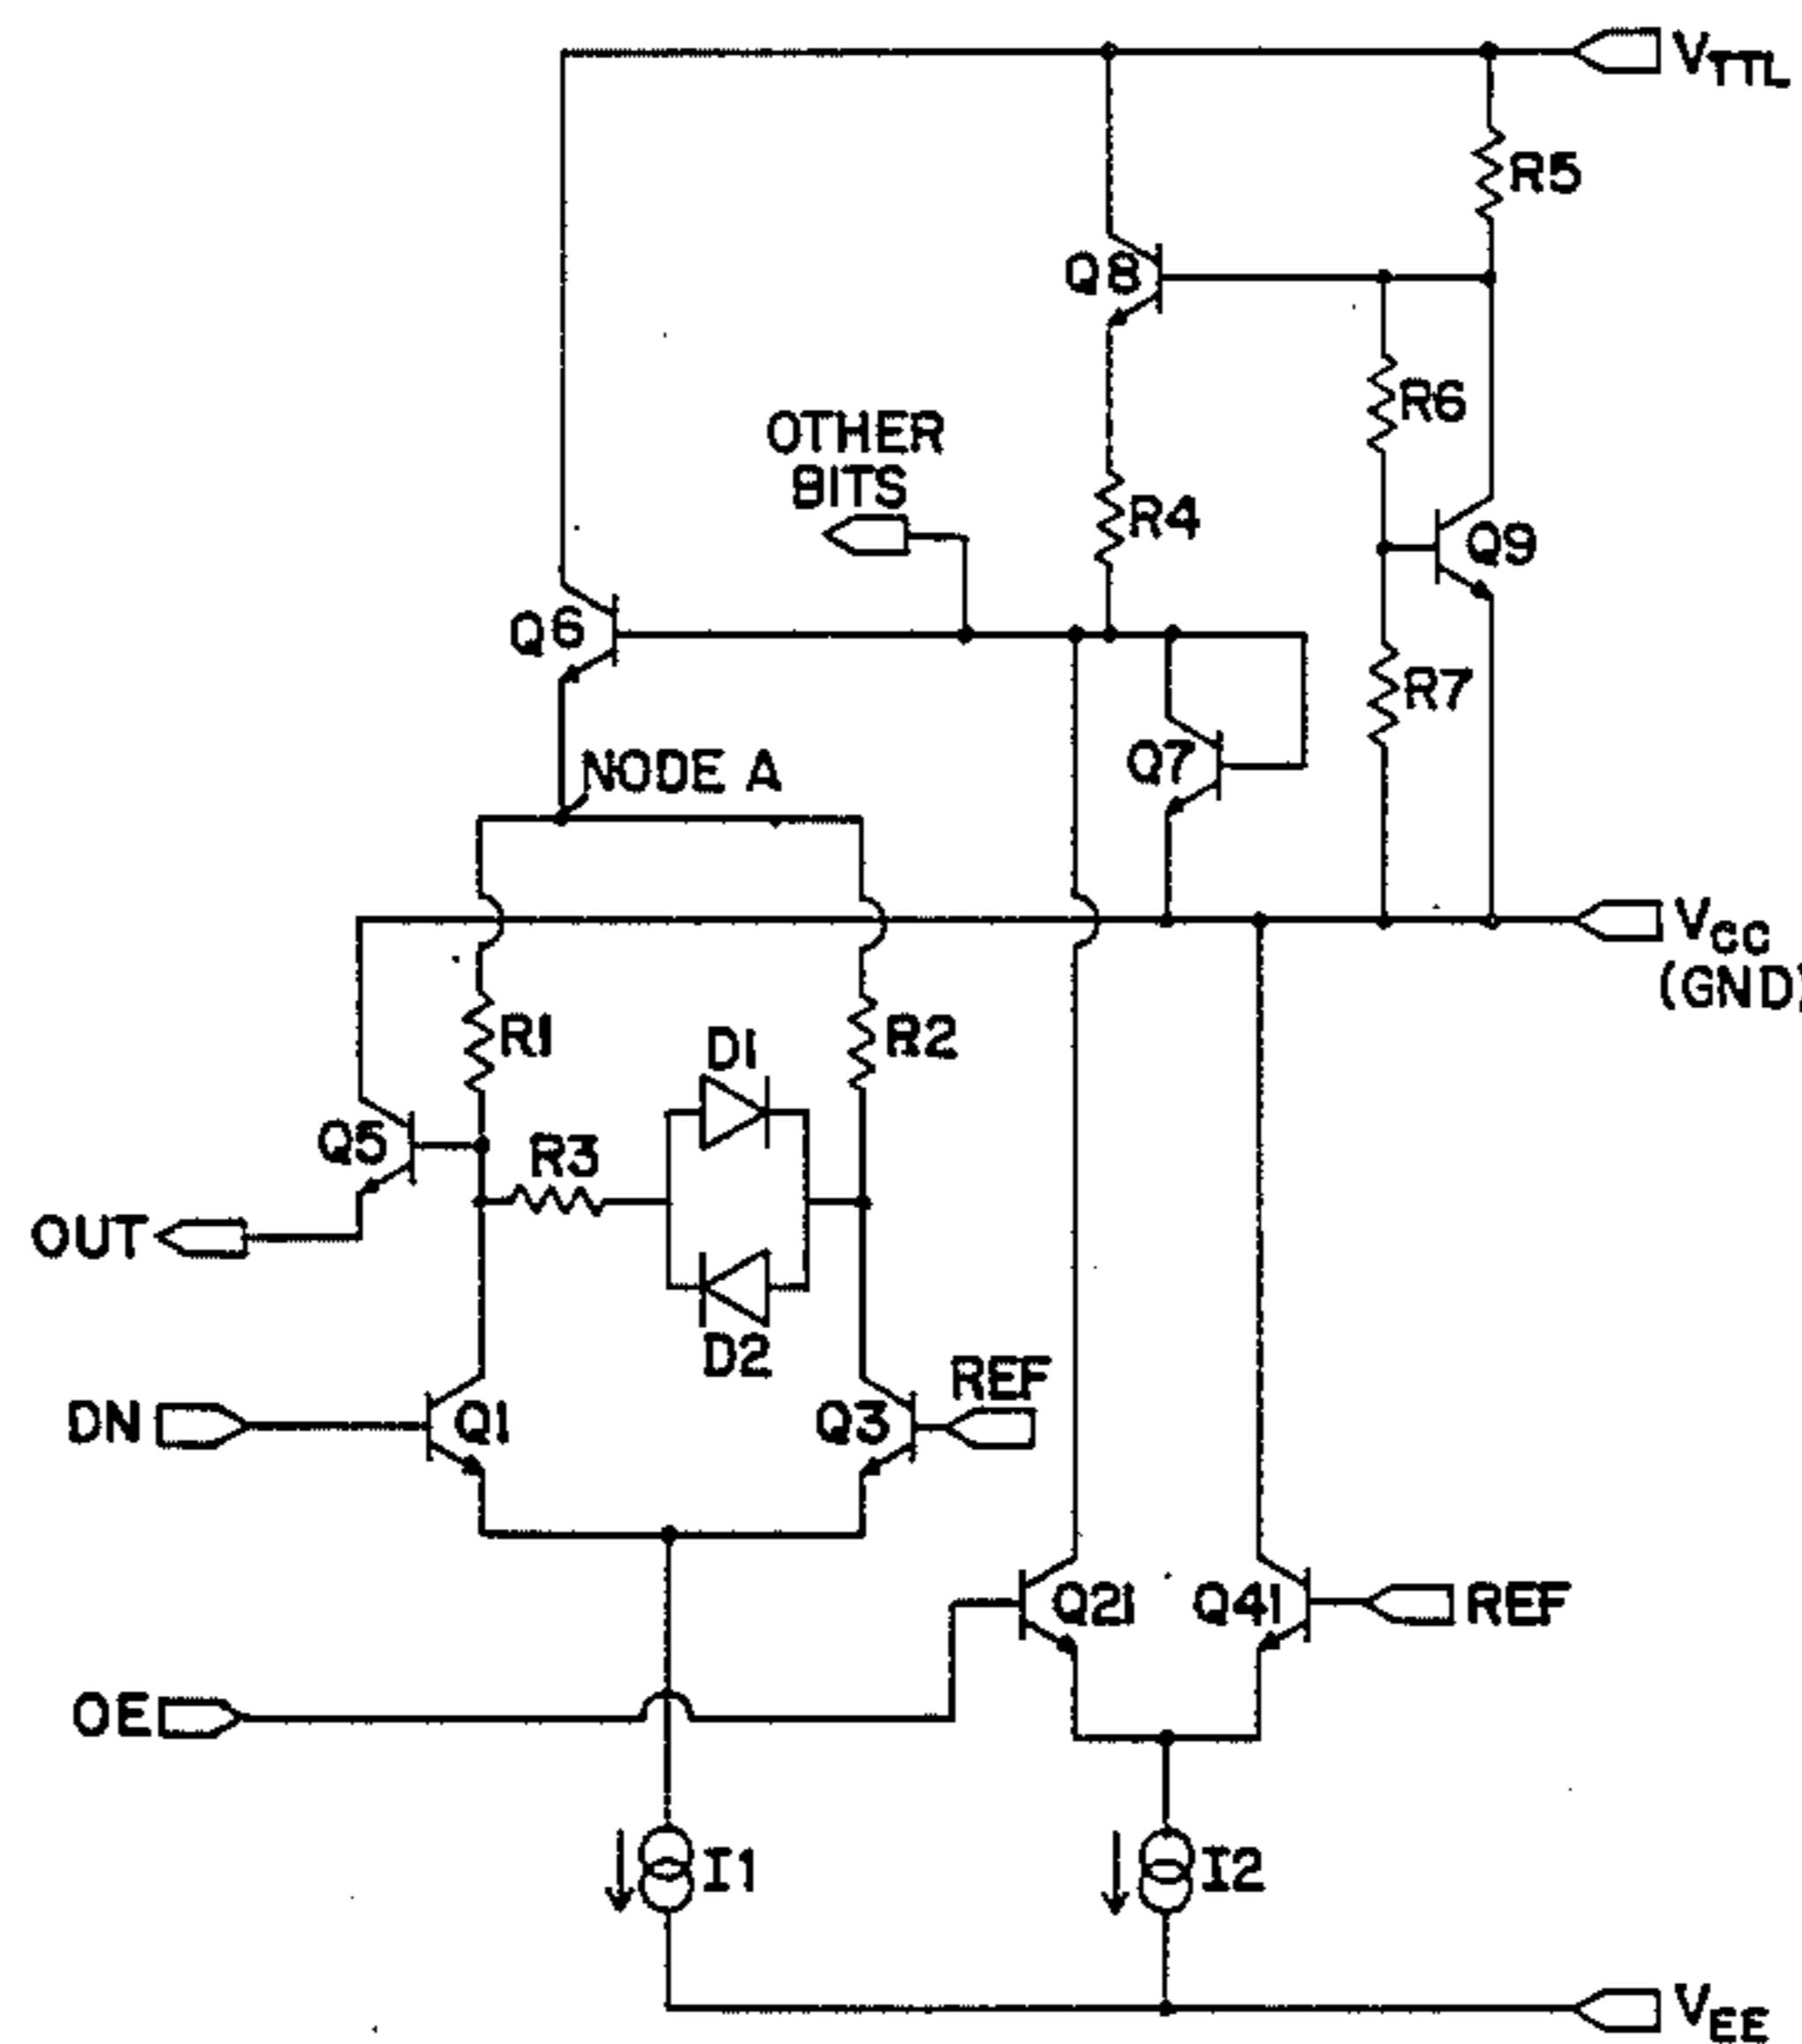 VTTL
R5
Q8
R6
OTHER
BITS
R4
Q9
Q6
R7
NODE A
Q7
VCC
(GND)
R1
D1
R2
Q5
R3
OUT
D2
REF
DN
Q1
Q3
Q21
Q41
REF
OE
I1
I2
VEE